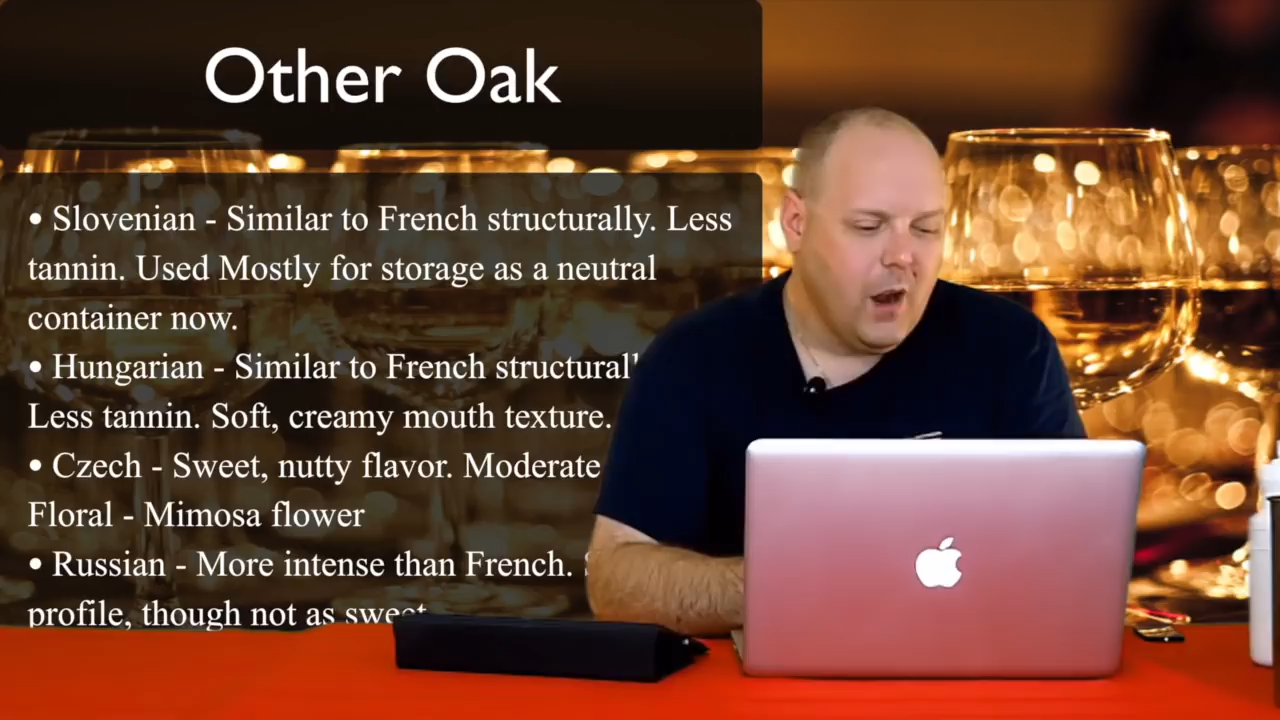 Other Oak
• Slovenian - Similar to French structurally. Less
tannin. Used Mostly for storage as a neutral
container now.
• Hungarian - Similar to French
Less tannin. Soft, creamy mouth texture.
• Czech - Sweet, nutty flavor. Moderate
Floral - Mimosa flower
• Russian - More intense than French.
profile, though not as sweet